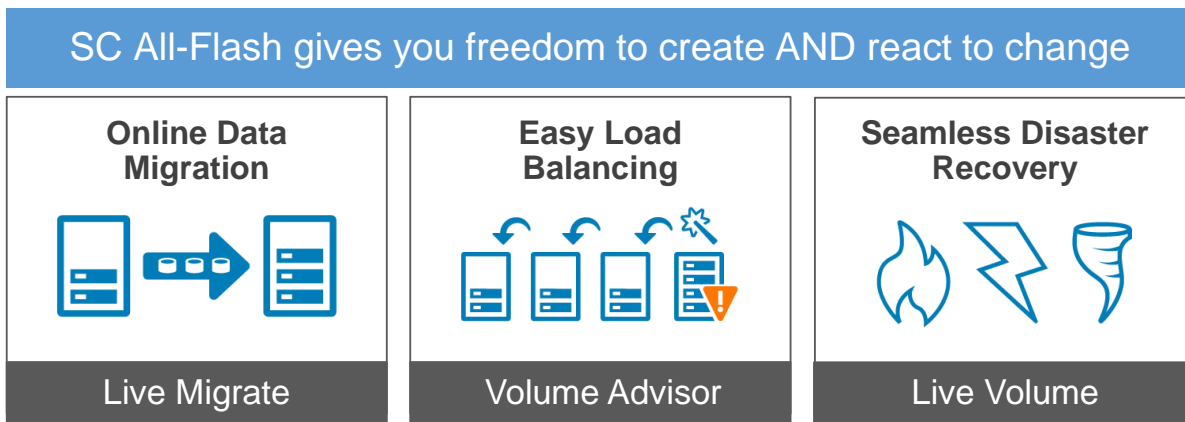 SC All-Flash gives you freedom to create AND react to change
Online Data
Migration
Live Migrate
Easy Load
Balancing
Volume Advisor
Seamless Disaster
Recovery
Live Volume